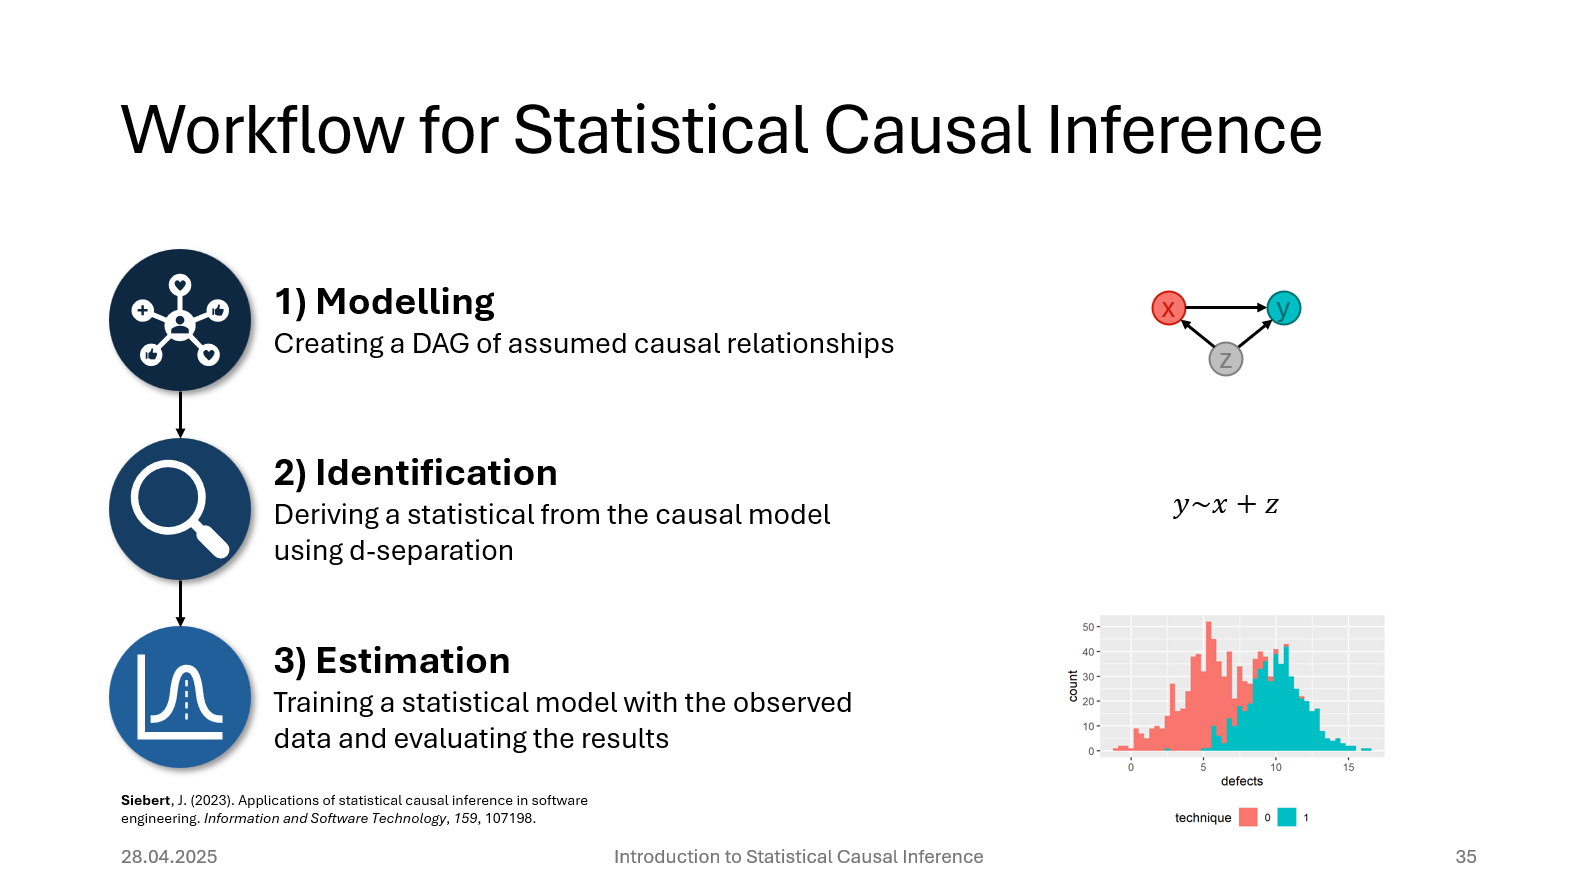 Workflow for Statistical Causal Inference
1) Modelling
Creating a DAG of assumed causal relationships
x
y
z
2) Identification
Deriving a statistical from the causal model
using d-separation
y~x + z
3) Estimation
Training a statistical model with the observed
data and evaluating the results
50
40
30
20
10
0
count
0 5 10 15
defects
technique 0 1
Siebert, J. (2023). Applications of statistical causal inference in software
engineering. Information and Software Technology, 159, 107198.
28.04.2025
Introduction to Statistical Causal Inference
35